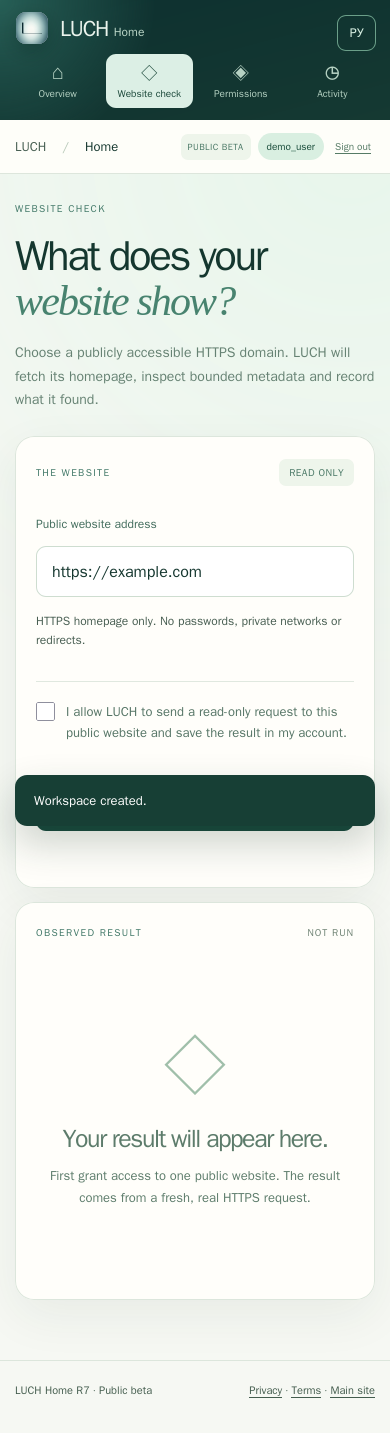 LUCH Home
РУ
Overview
Website check
Permissions
Activity
LUCH / Home
PUBLIC BETA
demo_user
Sign out
WEBSITE CHECK
What does your
website show?
Choose a publicly accessible HTTPS domain. LUCH will
fetch its homepage, inspect bounded metadata and record
what it found.
THE WEBSITE
READ ONLY
Public website address
https://example.com
HTTPS homepage only. No passwords, private networks or
redirects.
I allow LUCH to send a read-only request to this
public website and save the result in my account.
Workspace created.
OBSERVED RESULT
NOT RUN
Your result will appear here.
First grant access to one public website. The result
comes from a fresh, real HTTPS request.
LUCH Home R7 · Public beta
Privacy · Terms · Main site